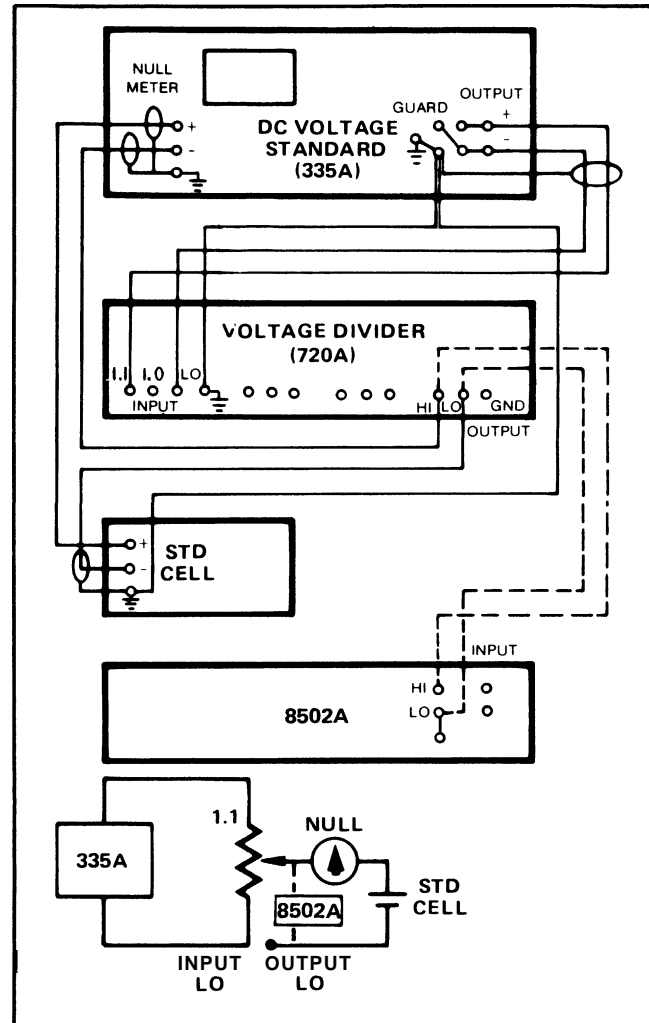 NULL
METER
OUTPUT
GUARD
+
+
DC VOLTAGE
STANDARD
(335A)
-
-
VOLTAGE DIVIDER
(720A)
1.1 1.0 LO
INPUT
HI LO GND
OUTPUT
+
STD
CELL
-
INPUT
HI
8502A
LO
1.1
NULL
335A
STD
CELL
8502A
INPUT
LO
OUTPUT
LO